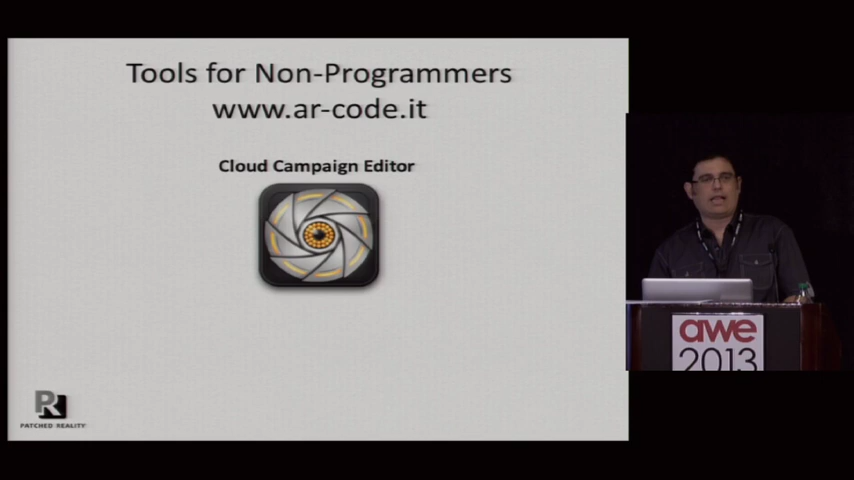 Tools for Non-Programmers
www.ar-code.it
Cloud Campaign Editor
PATCHED REALITY
awe
2013